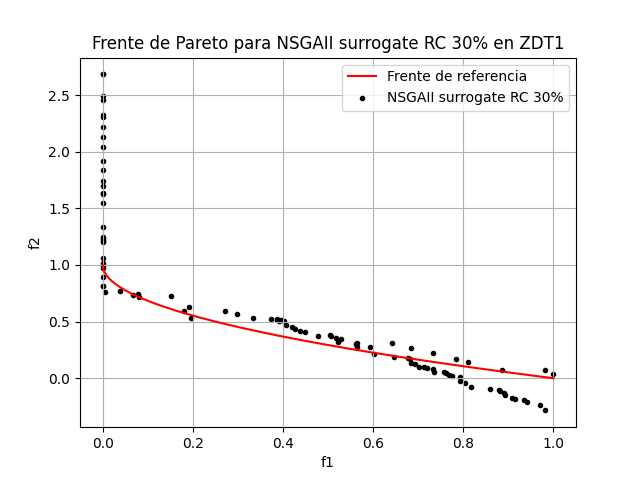 Frente de Pareto para NSGAII surrogate RC 30% en ZDT1
Frente de referencia
NSGAII surrogate RC 30%
2.5
2.0
1.5
1.0
0.5
0.0
f2
0.0 0.2 0.4 0.6 0.8 1.0
f1